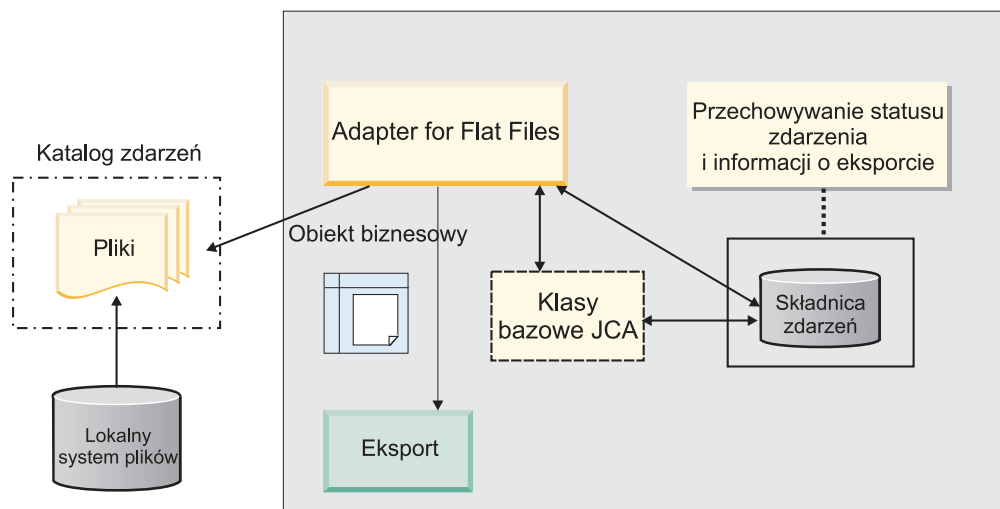 Katalog zdarzeń
Pliki
Lokalny
system plików
Adapter for Flat Files
Obiekt biznesowy
Eksport
Klasy
bazowe JCA
Przechowywanie statusu
zdarzenia
i informacji o eksporcie
Składnica
zdarzeń